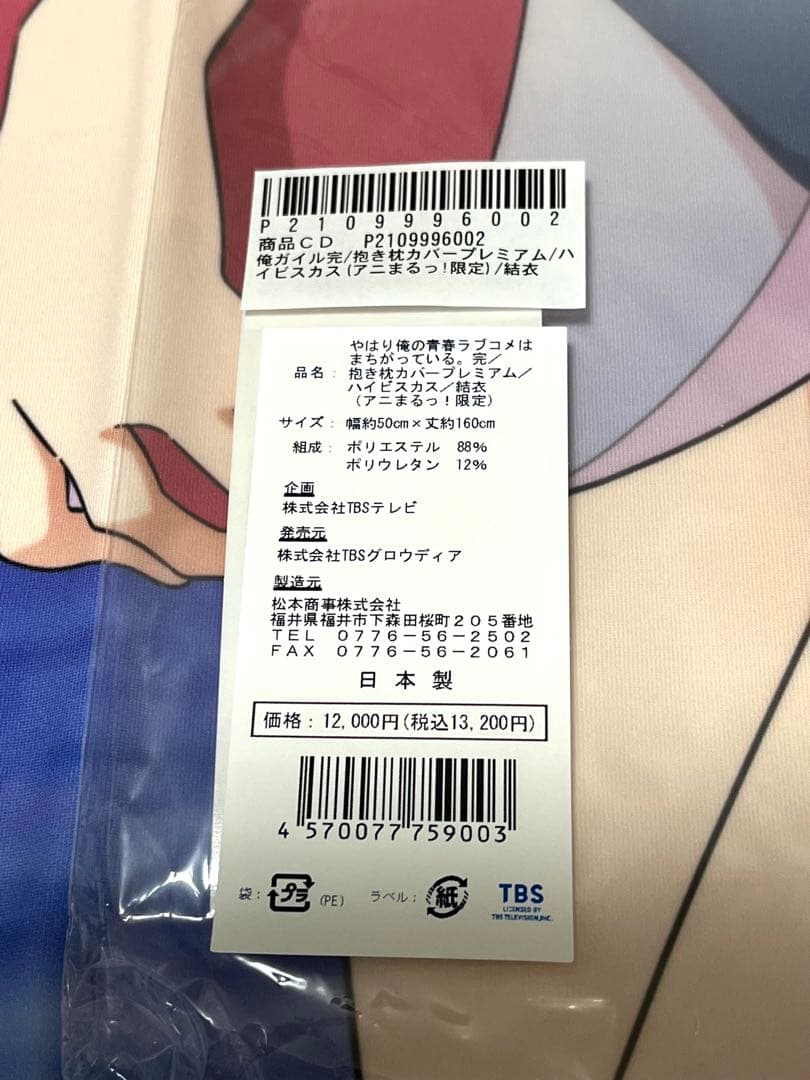 P2109996002
商品CD P2109996002
俺ガイル完/抱き枕カバープレミアム/ハ
イビスカス(アニまるっ!限定)/結衣
やはり俺の青春ラブコメは
まちがっている。完／
品名： 抱き枕カバープレミアム／
ハイビスカス／結衣
（アニまるっ！限定）
サイズ： 幅約50cm×丈約160cm
組成： ポリエステル 88%
ポリウレタン 12%
企画
株式会社TBSテレビ
発売元
株式会社TBSグロウディア
製造元
松本商事株式会社
福井県福井市下森田桜町２０５番地
ＴＥＬ ０７７６－５６－２５０２
ＦＡＸ ０７７６－５６－２０６１
日本製
価格：12,000円(税込13,200円)
4 570077 759003
袋： プラ (PE) ラベル： 紙 TBS
LICENSED BY
TBS TELEVISION, INC.